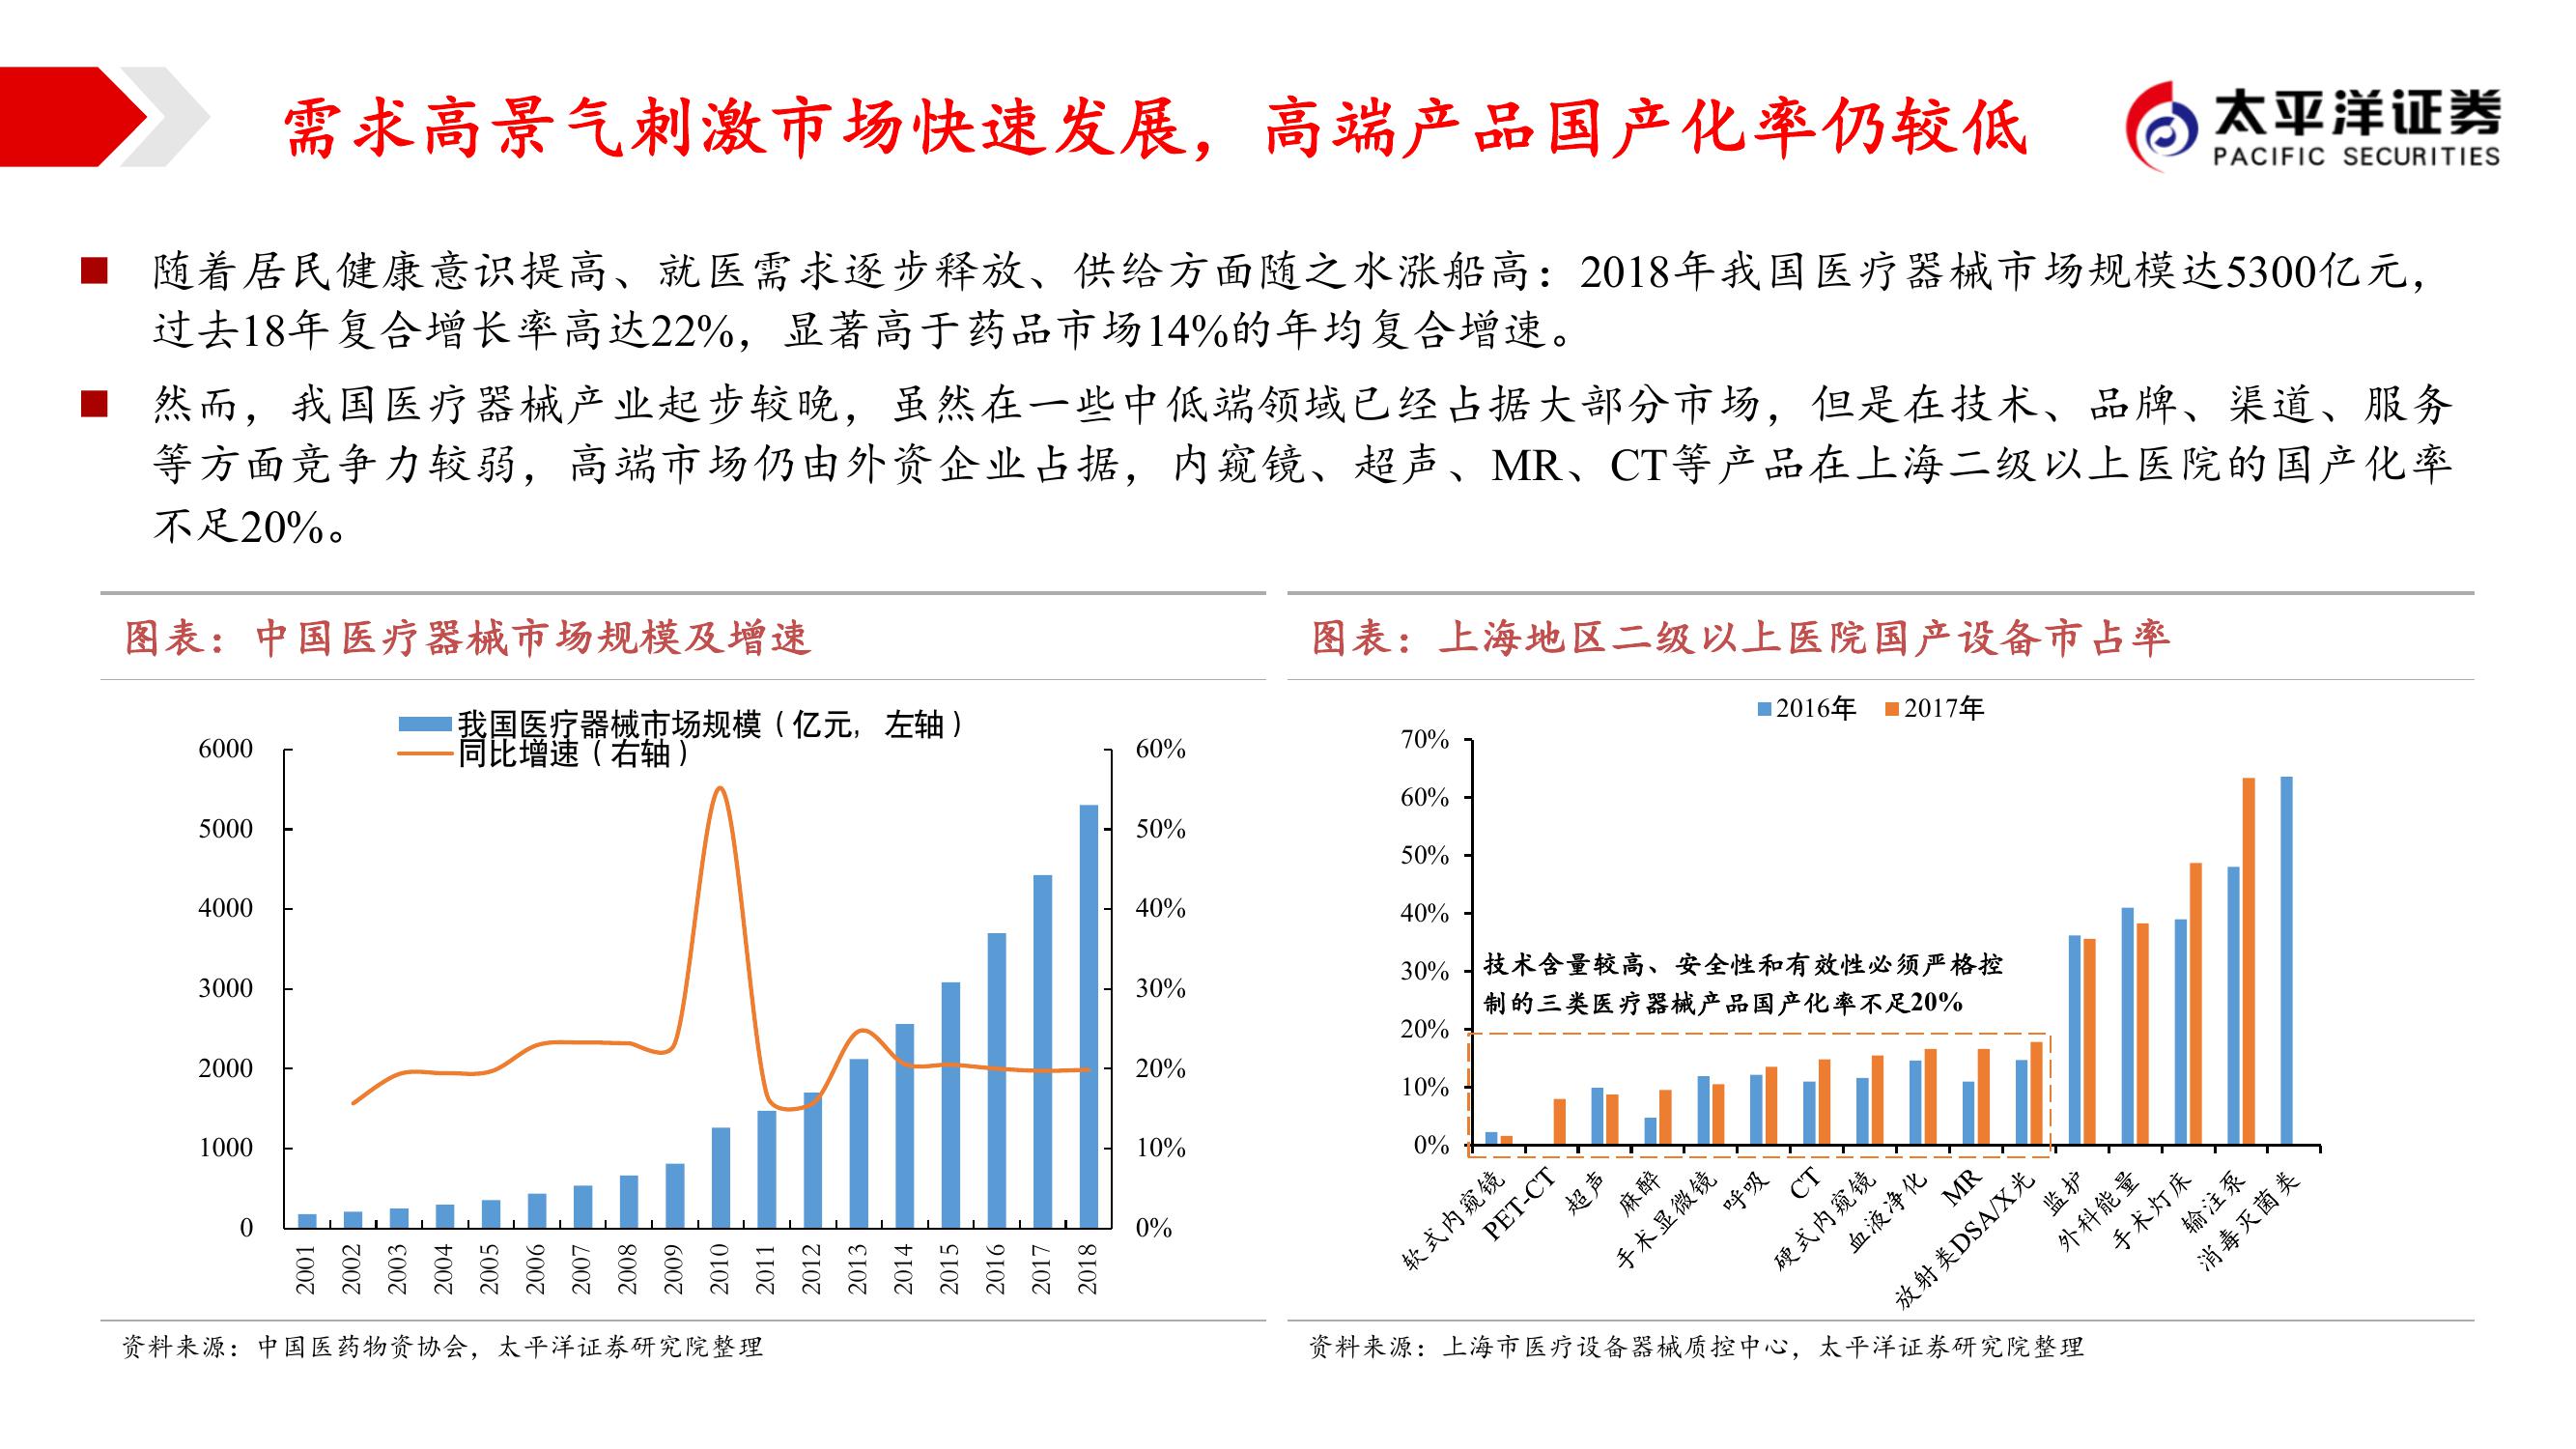 需求高景气刺激市场快速发展，高端产品国产化率仍较低
太平洋证券
PACIFIC SECURITIES
随着居民健康意识提高、就医需求逐步释放、供给方面随之水涨船高：2018年我国医疗器械市场规模达5300亿元，
过去18年复合增长率高达22%，显著高于药品市场14%的年均复合增速。
然而，我国医疗器械产业起步较晚，虽然在一些中低端领域已经占据大部分市场，但是在技术、品牌、渠道、服务
等方面竞争力较弱，高端市场仍由外资企业占据，内窥镜、超声、MR、CT等产品在上海二级以上医院的国产化率
不足20%。
图表：中国医疗器械市场规模及增速
我国医疗器械市场规模（亿元，左轴）
同比增速（右轴）
6000
5000
4000
3000
2000
1000
0
60%
50%
40%
30%
20%
10%
0%
2001
2002
2003
2004
2005
2006
2007
2008
2009
2010
2011
2012
2013
2014
2015
2016
2017
2018
资料来源：中国医药物资协会，太平洋证券研究院整理
图表：上海地区二级以上医院国产设备市占率
2016年
2017年
70%
60%
50%
40%
30%
20%
10%
0%
技术含量较高、安全性和有效性必须严格控
制的三类医疗器械产品国产化率不足20%
软式内窥镜
PET-CT
超声
麻醉
手术显微镜
呼吸
CT
硬式内窥镜
血液净化
MR
放射类DSA/X光
监护
外科能量
手术灯床
输注泵
消毒灭菌类
资料来源：上海市医疗设备器械质控中心，太平洋证券研究院整理